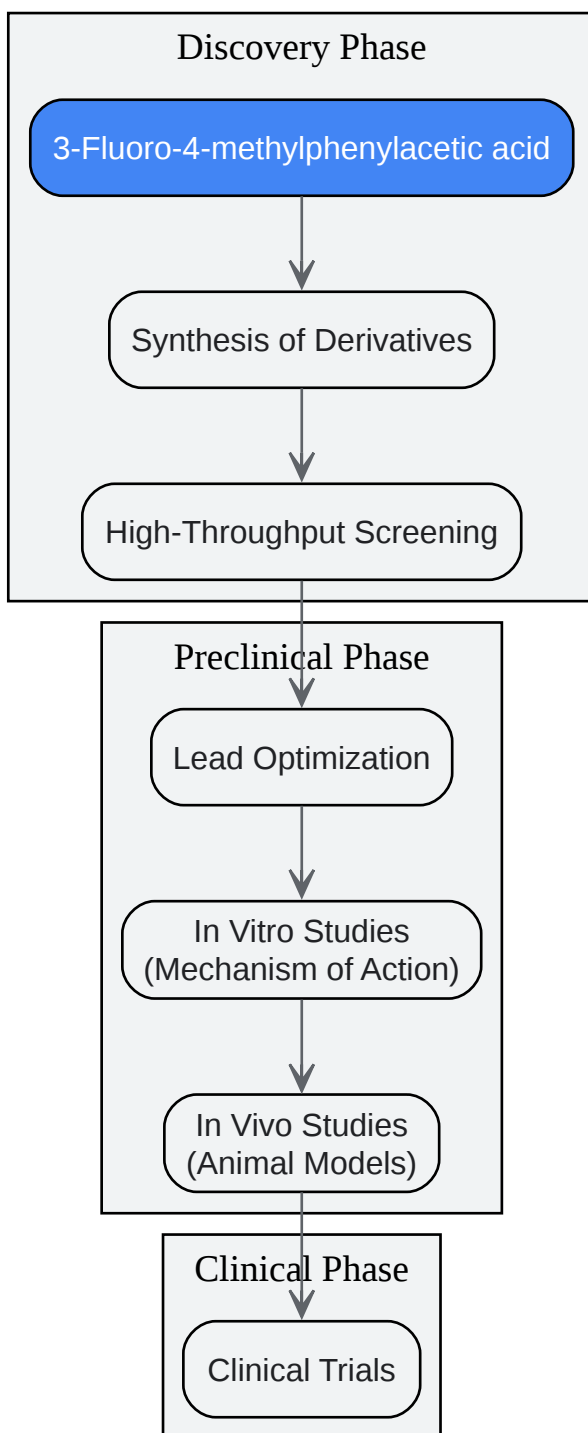 Discovery Phase
3-Fluoro-4-methylphenylacetic acid
Synthesis of Derivatives
High-Throughput Screening
Preclinical Phase
Lead Optimization
In Vitro Studies
(Mechanism of Action)
In Vivo Studies
(Animal Models)
Clinical Phase
Clinical Trials